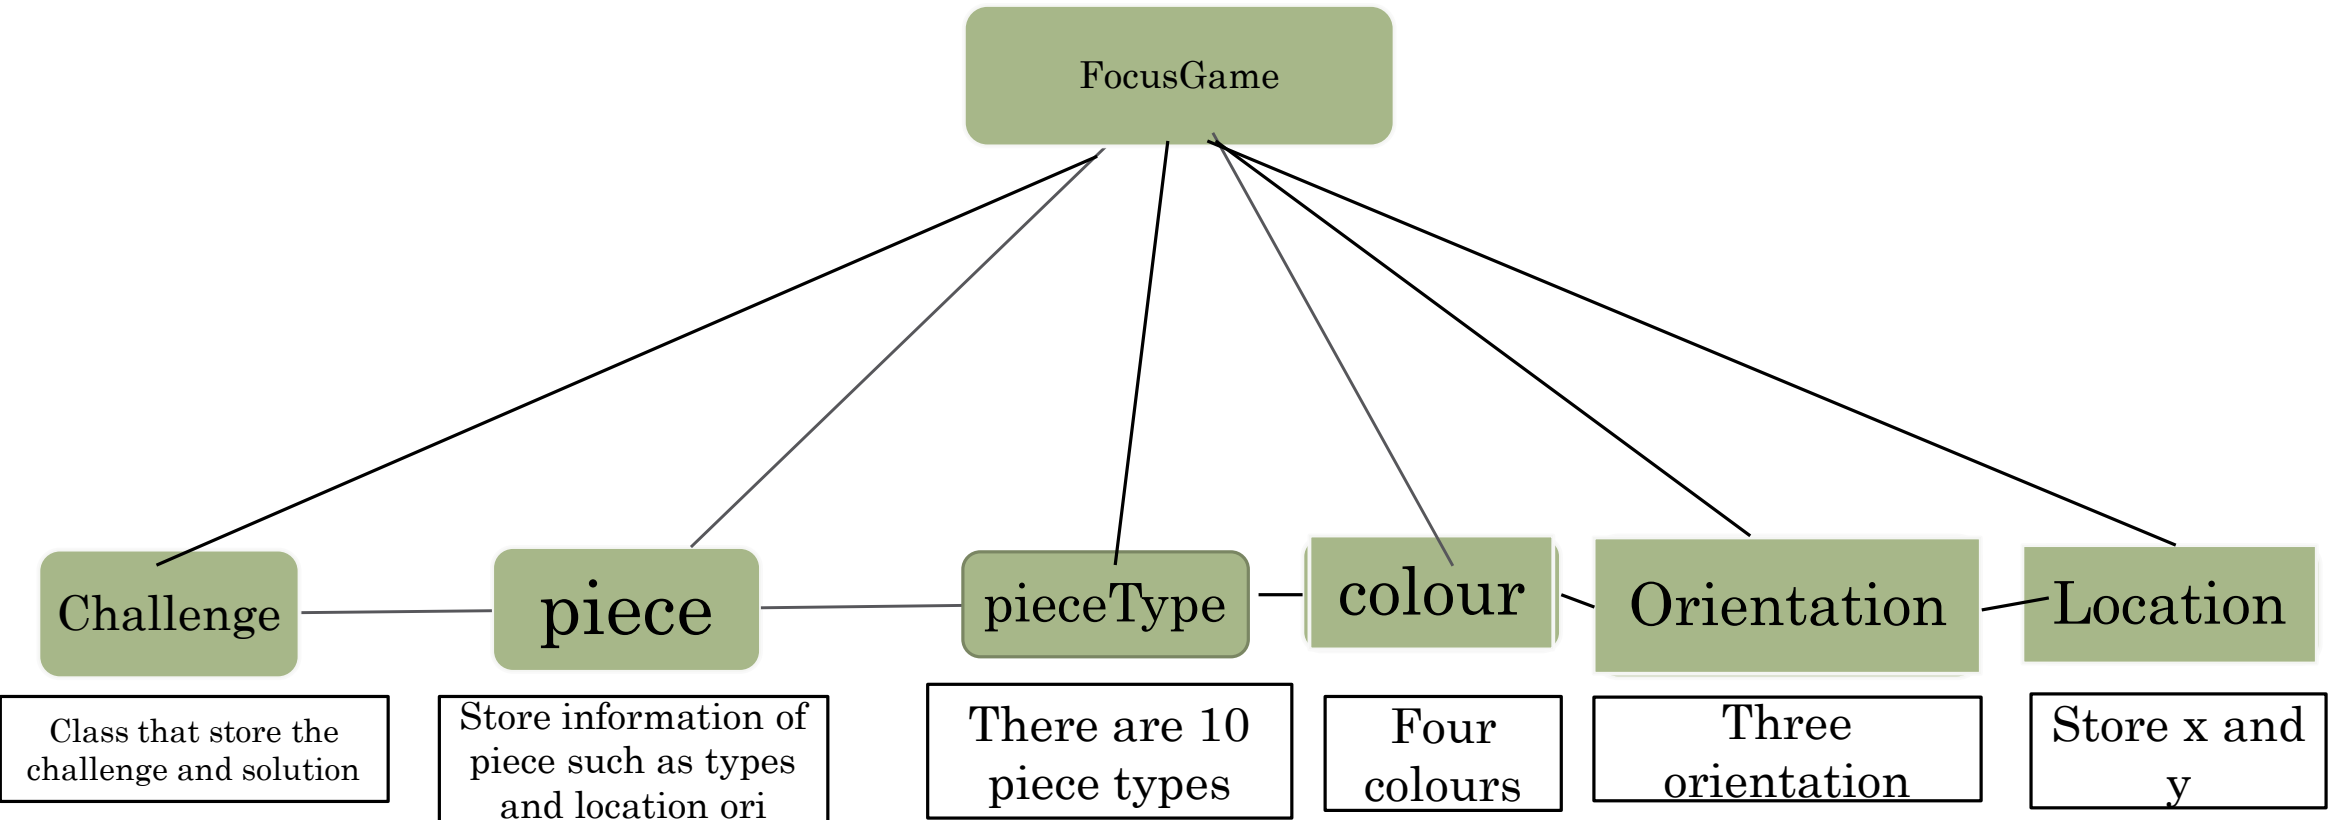 FocusGame
Challenge
piece
pieceType
colour
Orientation
Location
Class that store the
challenge and solution
Store information of
piece such as types
and location ori
There are 10
piece types
Four
colours
Three
orientation
Store x and
y